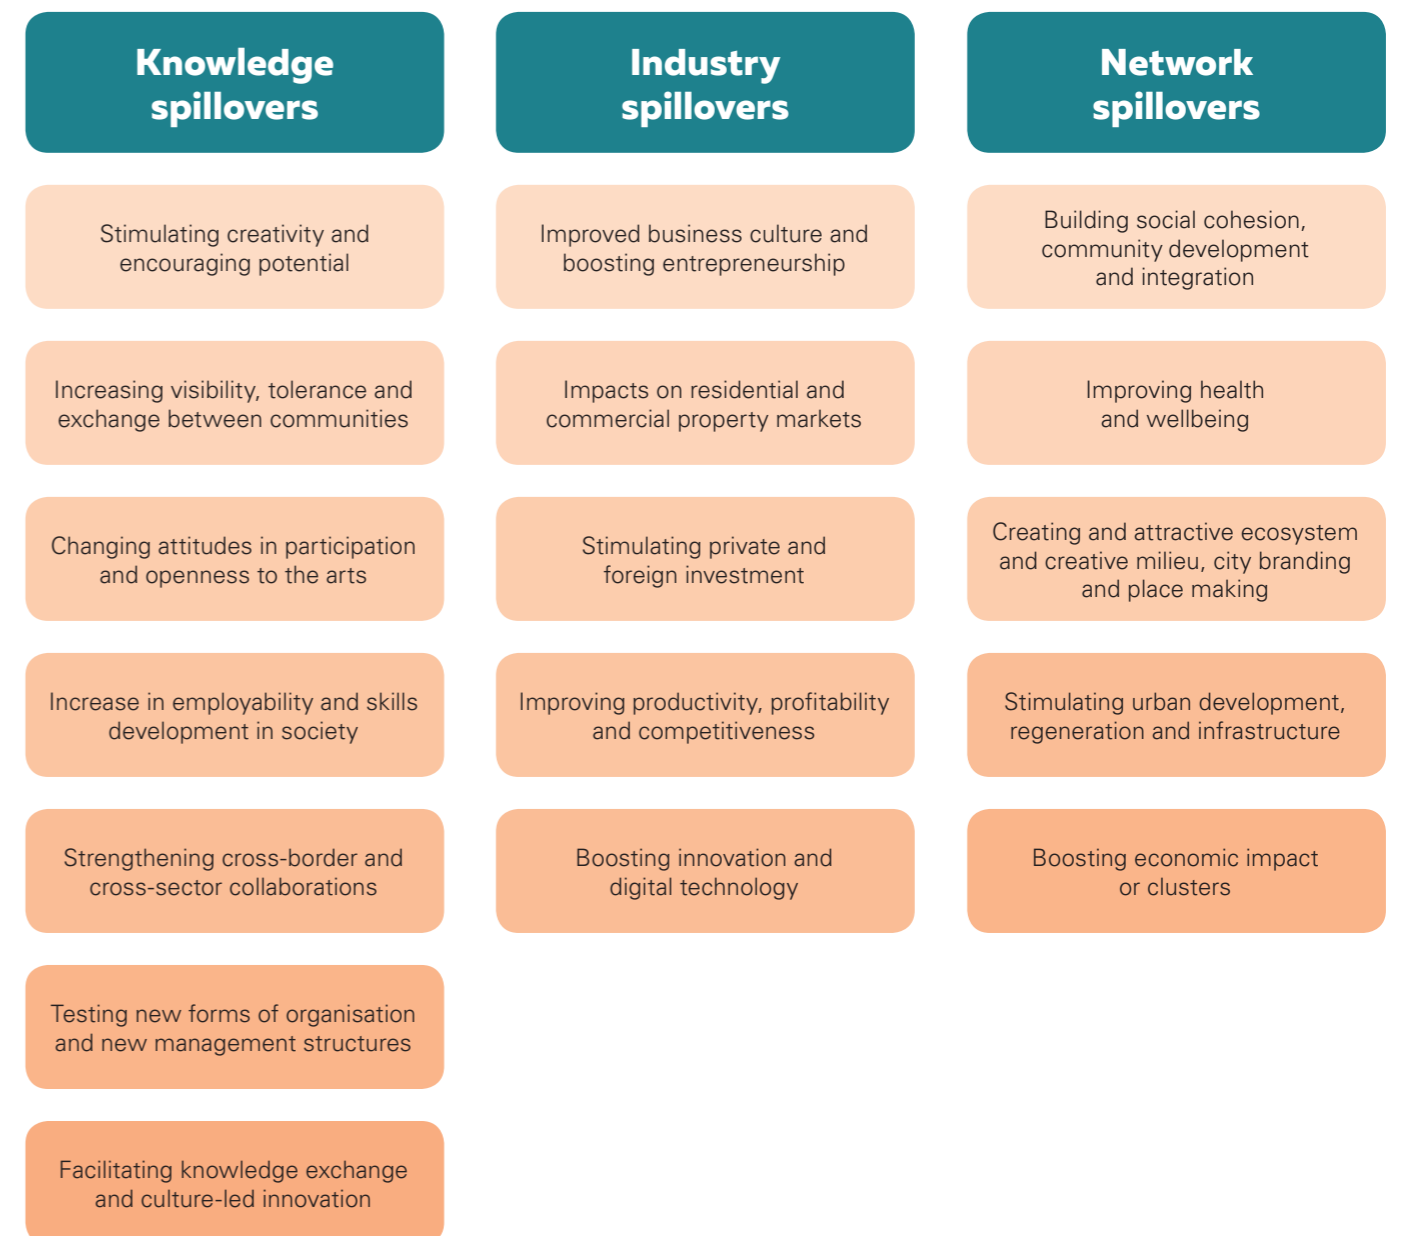 Knowledge
spillovers
Stimulating creativity and
encouraging potential
Increasing visibility, tolerance and
exchange between communities
Changing attitudes in participation
and openness to the arts
Increase in employability and skills
development in society
Strengthening cross-border and
cross-sector collaborations
Testing new forms of organisation
and new management structures
Facilitating knowledge exchange
and culture-led innovation
Industry
spillovers
Improved business culture and
boosting entrepreneurship
Impacts on residential and
commercial property markets
Stimulating private and
foreign investment
Improving productivity, profitability
and competitiveness
Boosting innovation and
digital technology
Network
spillovers
Building social cohesion,
community development
and integration
Improving health
and wellbeing
Creating and attractive ecosystem
and creative milieu, city branding
and place making
Stimulating urban development,
regeneration and infrastructure
Boosting economic impact
or clusters